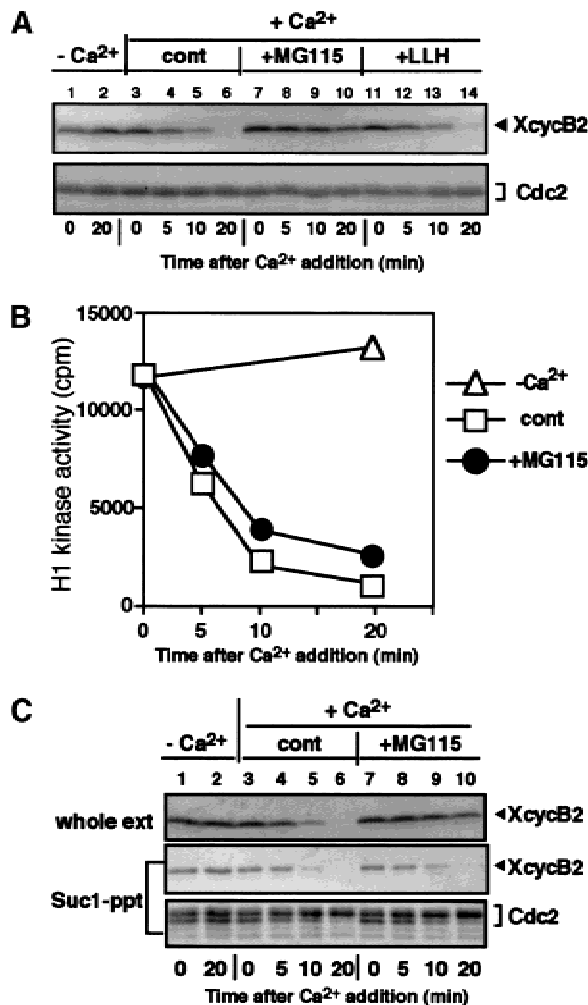 A
+ Ca2+
- Ca2+ cont +MG115 +LLH
1 2 3 4 5 6 7 8 9 10 11 12 13 14
XcycB2
Cdc2
0 20 0 5 10 20 0 5 10 20 0 5 10 20
Time after Ca2+ addition (min)
B
H1 kinase activity (cpm)
15000
10000
5000
0
0 5 10 20
Time after Ca2+ addition (min)
-Ca2+
cont
+MG115
C
+ Ca2+
- Ca2+ cont +MG115
1 2 3 4 5 6 7 8 9 10
whole ext XcycB2
XcycB2
Suc1-ppt
Cdc2
0 20 0 5 10 20 0 5 10 20
Time after Ca2+ addition (min)